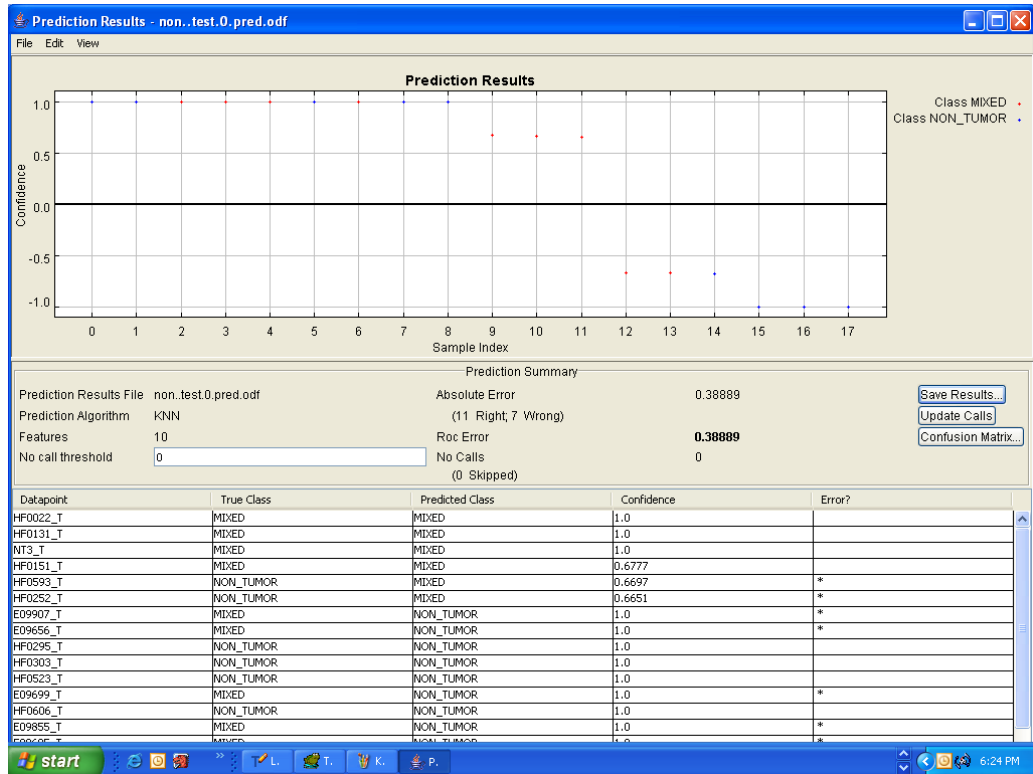 Prediction Results - non..test.0.pred.odf
File Edit View
Prediction Results
1.0
0.5
0.0
-0.5
-1.0
Confidence
0 1 2 3 4 5 6 7 8 9 10 11 12 13 14 15 16 17
Sample Index
Class MIXED
Class NON_TUMOR
Prediction Summary
Prediction Results File non..test.0.pred.odf Absolute Error 0.38889 Save Results...
Prediction Algorithm KNN (11 Right; 7 Wrong) Update Calls
Features 10 Roc Error 0.38889 Confusion Matrix...
No call threshold 0 No Calls 0
(0 Skipped)
Datapoint True Class Predicted Class Confidence Error?
HF0022_T MIXED MIXED 1.0
HF0131_T MIXED MIXED 1.0
NT3_T MIXED MIXED 1.0
HF0151_T MIXED MIXED 0.6777
HF0593_T NON_TUMOR MIXED 0.6697 *
HF0252_T NON_TUMOR MIXED 0.6651 *
E09907_T MIXED NON_TUMOR 1.0 *
E09656_T MIXED NON_TUMOR 1.0 *
HF0295_T NON_TUMOR NON_TUMOR 1.0
HF0303_T NON_TUMOR NON_TUMOR 1.0
HF0523_T NON_TUMOR NON_TUMOR 1.0
E09699_T MIXED NON_TUMOR 1.0 *
HF0606_T NON_TUMOR NON_TUMOR 1.0
E09855_T MIXED NON_TUMOR 1.0 *
MIXED NON_TUMOR 1.0 *
start T L. T. K. P. 6:24 PM